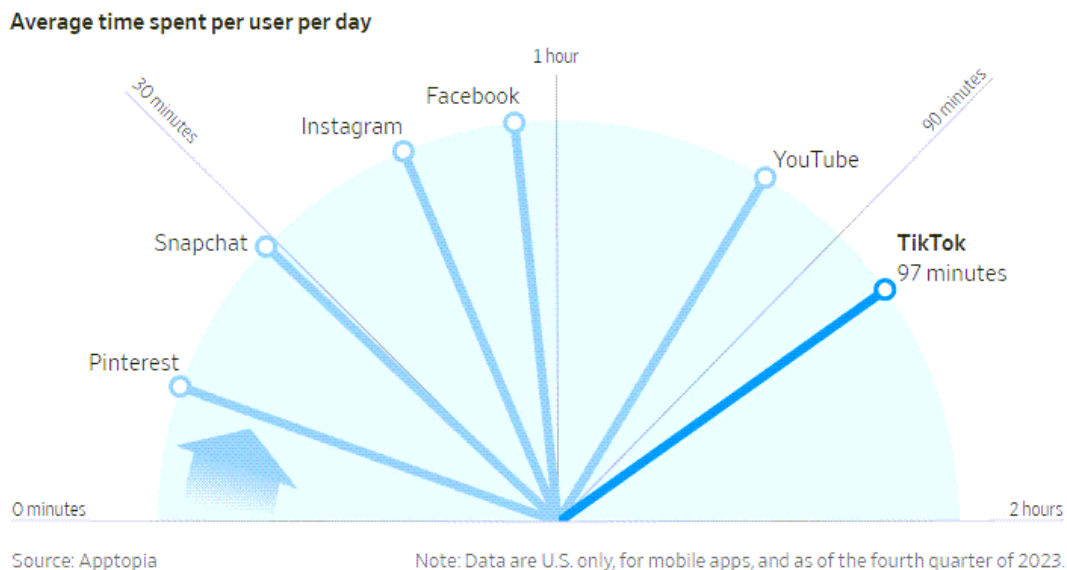 Average time spent per user per day
1 hour
30 minutes
Facebook
90 minutes
Instagram
YouTube
Snapchat
TikTok
97 minutes
Pinterest
0 minutes
2 hours
Source: Apptopia
Note: Data are U.S. only, for mobile apps, and as of the fourth quarter of 2023.